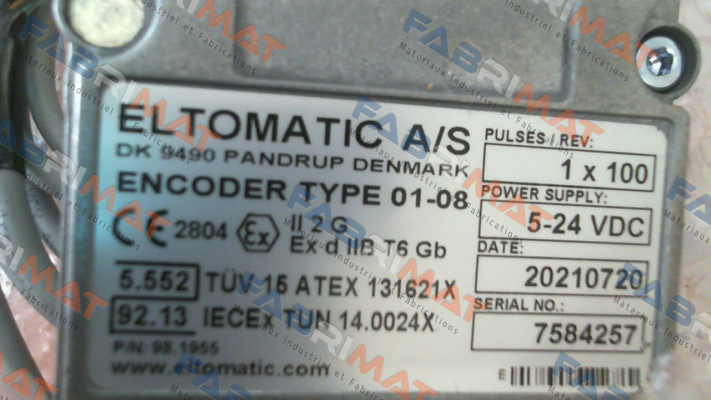 ELTOMATIC A/S
DK 9490 PANDRUP DENMARK
ENCODER TYPE 01-08
CE 2804 Ex II 2 G
Ex d IIB T6 Gb
5.552 TÜV 15 ATEX 131621X
92.13 IECEX TUN 14.0024X
P/N: 98.1955
www.eltomatic.com
PULSES / REV:
1 x 100
POWER SUPPLY:
5-24 VDC
DATE:
20210720
SERIAL NO.:
7584257
E
FABRIMAT
Materiaux Industriel et Fabrications